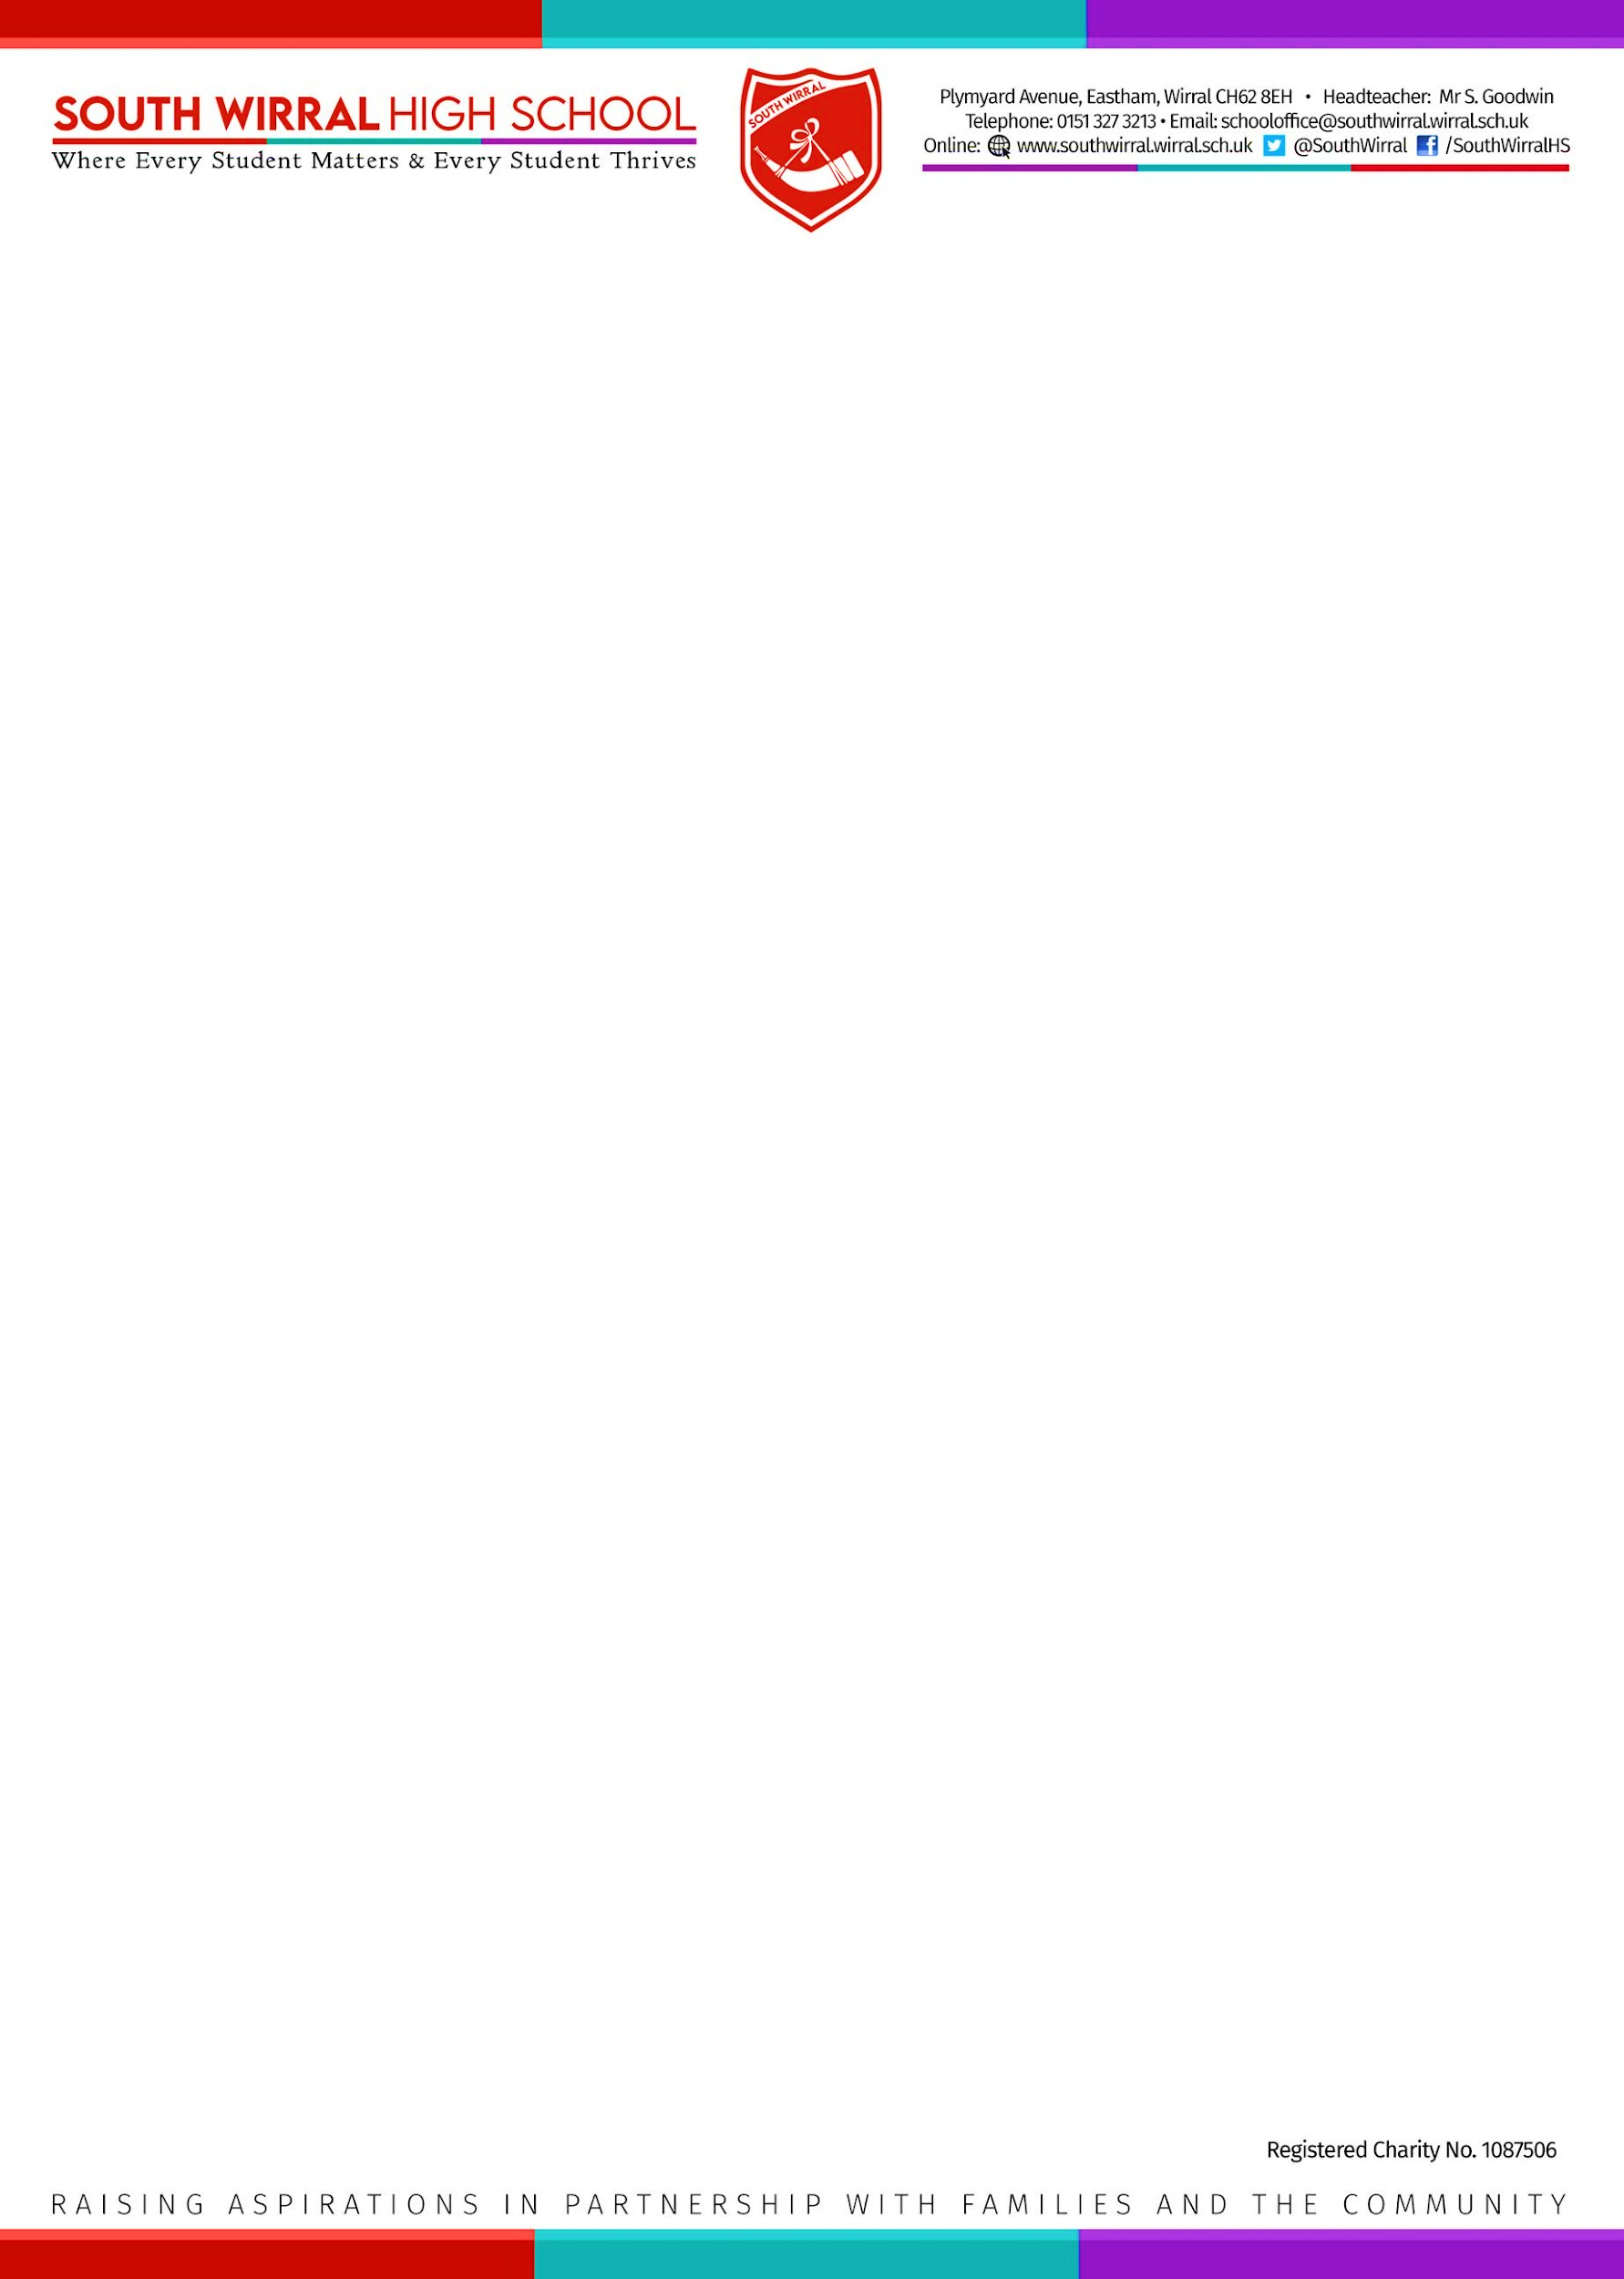 SOUTH WIRRAL HIGH SCHOOL
Where Every Student Matters & Every Student Thrives
SOUTH WIRRAL
Plymyard Avenue, Eastham, Wirral CH62 8EH • Headteacher: Mr S. Goodwin
Telephone: 0151 327 3213 • Email: schooloffice@southwirral.wirral.sch.uk
Online: www.southwirral.wirral.sch.uk @SouthWirral /SouthWirralHS
Registered Charity No. 1087506
RAISING ASPIRATIONS IN PARTNERSHIP WITH FAMILIES AND THE COMMUNITY